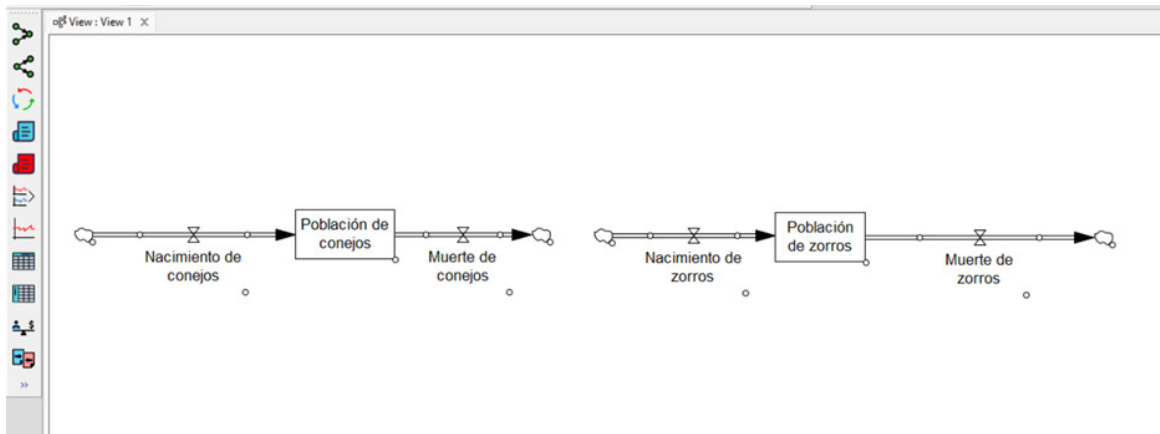 View : View 1
Población de
conejos
Nacimiento de
conejos
Muerte de
conejos
Población
de zorros
Nacimiento de
zorros
Muerte de
zorros